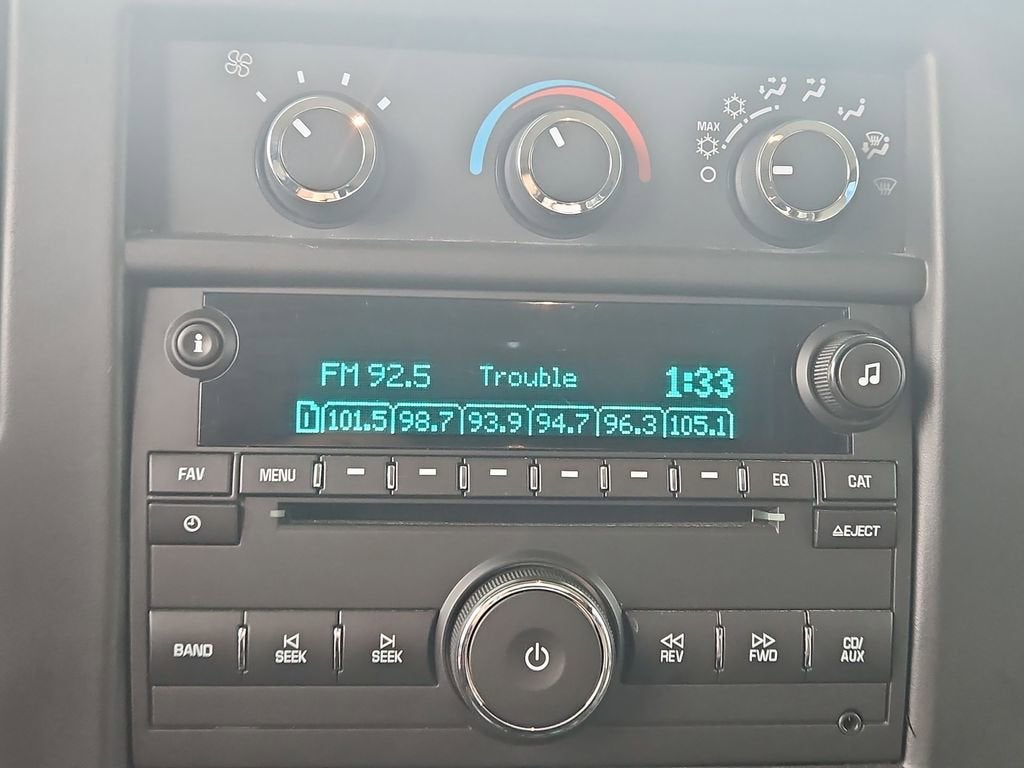 MAX
i
FM 92.5 Trouble 1:33
1 101.5 98.7 93.9 94.7 96.3 105.1
FAV MENU EQ CAT
EJECT
BAND SEEK SEEK REV FWD CD/
AUX